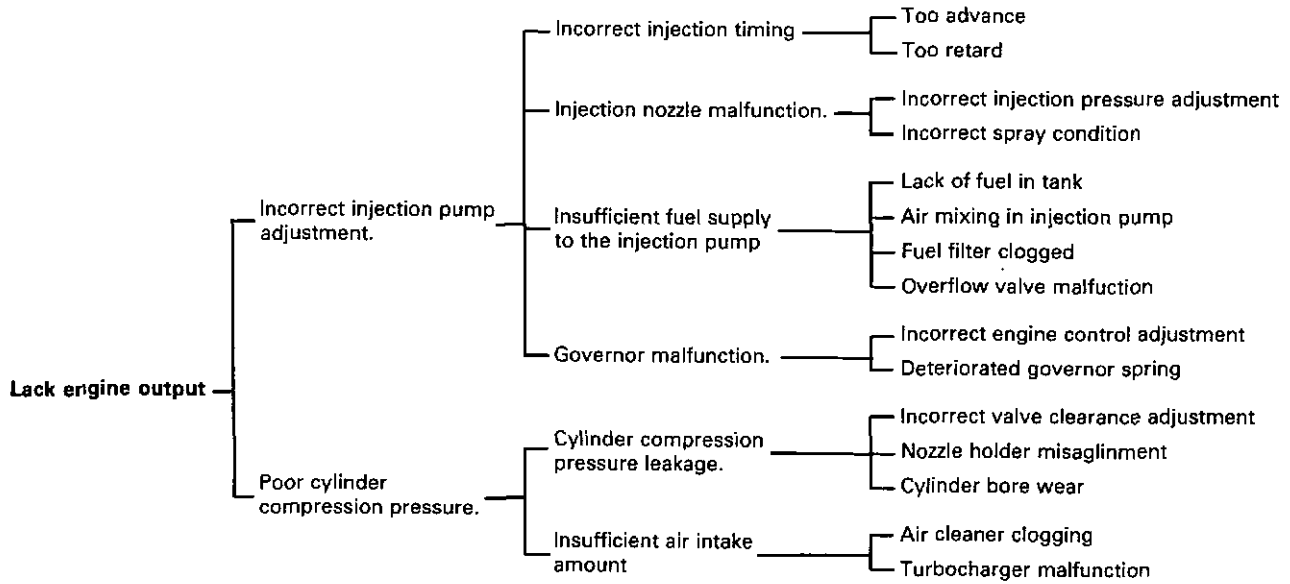 Lack engine output
Incorrect injection pump
adjustment.
Incorrect injection timing
Too advance
Too retard
Injection nozzle malfunction.
Incorrect injection pressure adjustment
Incorrect spray condition
Insufficient fuel supply
to the injection pump
Lack of fuel in tank
Air mixing in injection pump
Fuel filter clogged
Overflow valve malfuction
Governor malfunction.
Incorrect engine control adjustment
Deteriorated governor spring
Poor cylinder
compression pressure.
Cylinder compression
pressure leakage.
Incorrect valve clearance adjustment
Nozzle holder misaglinment
Cylinder bore wear
Insufficient air intake
amount
Air cleaner clogging
Turbocharger malfunction